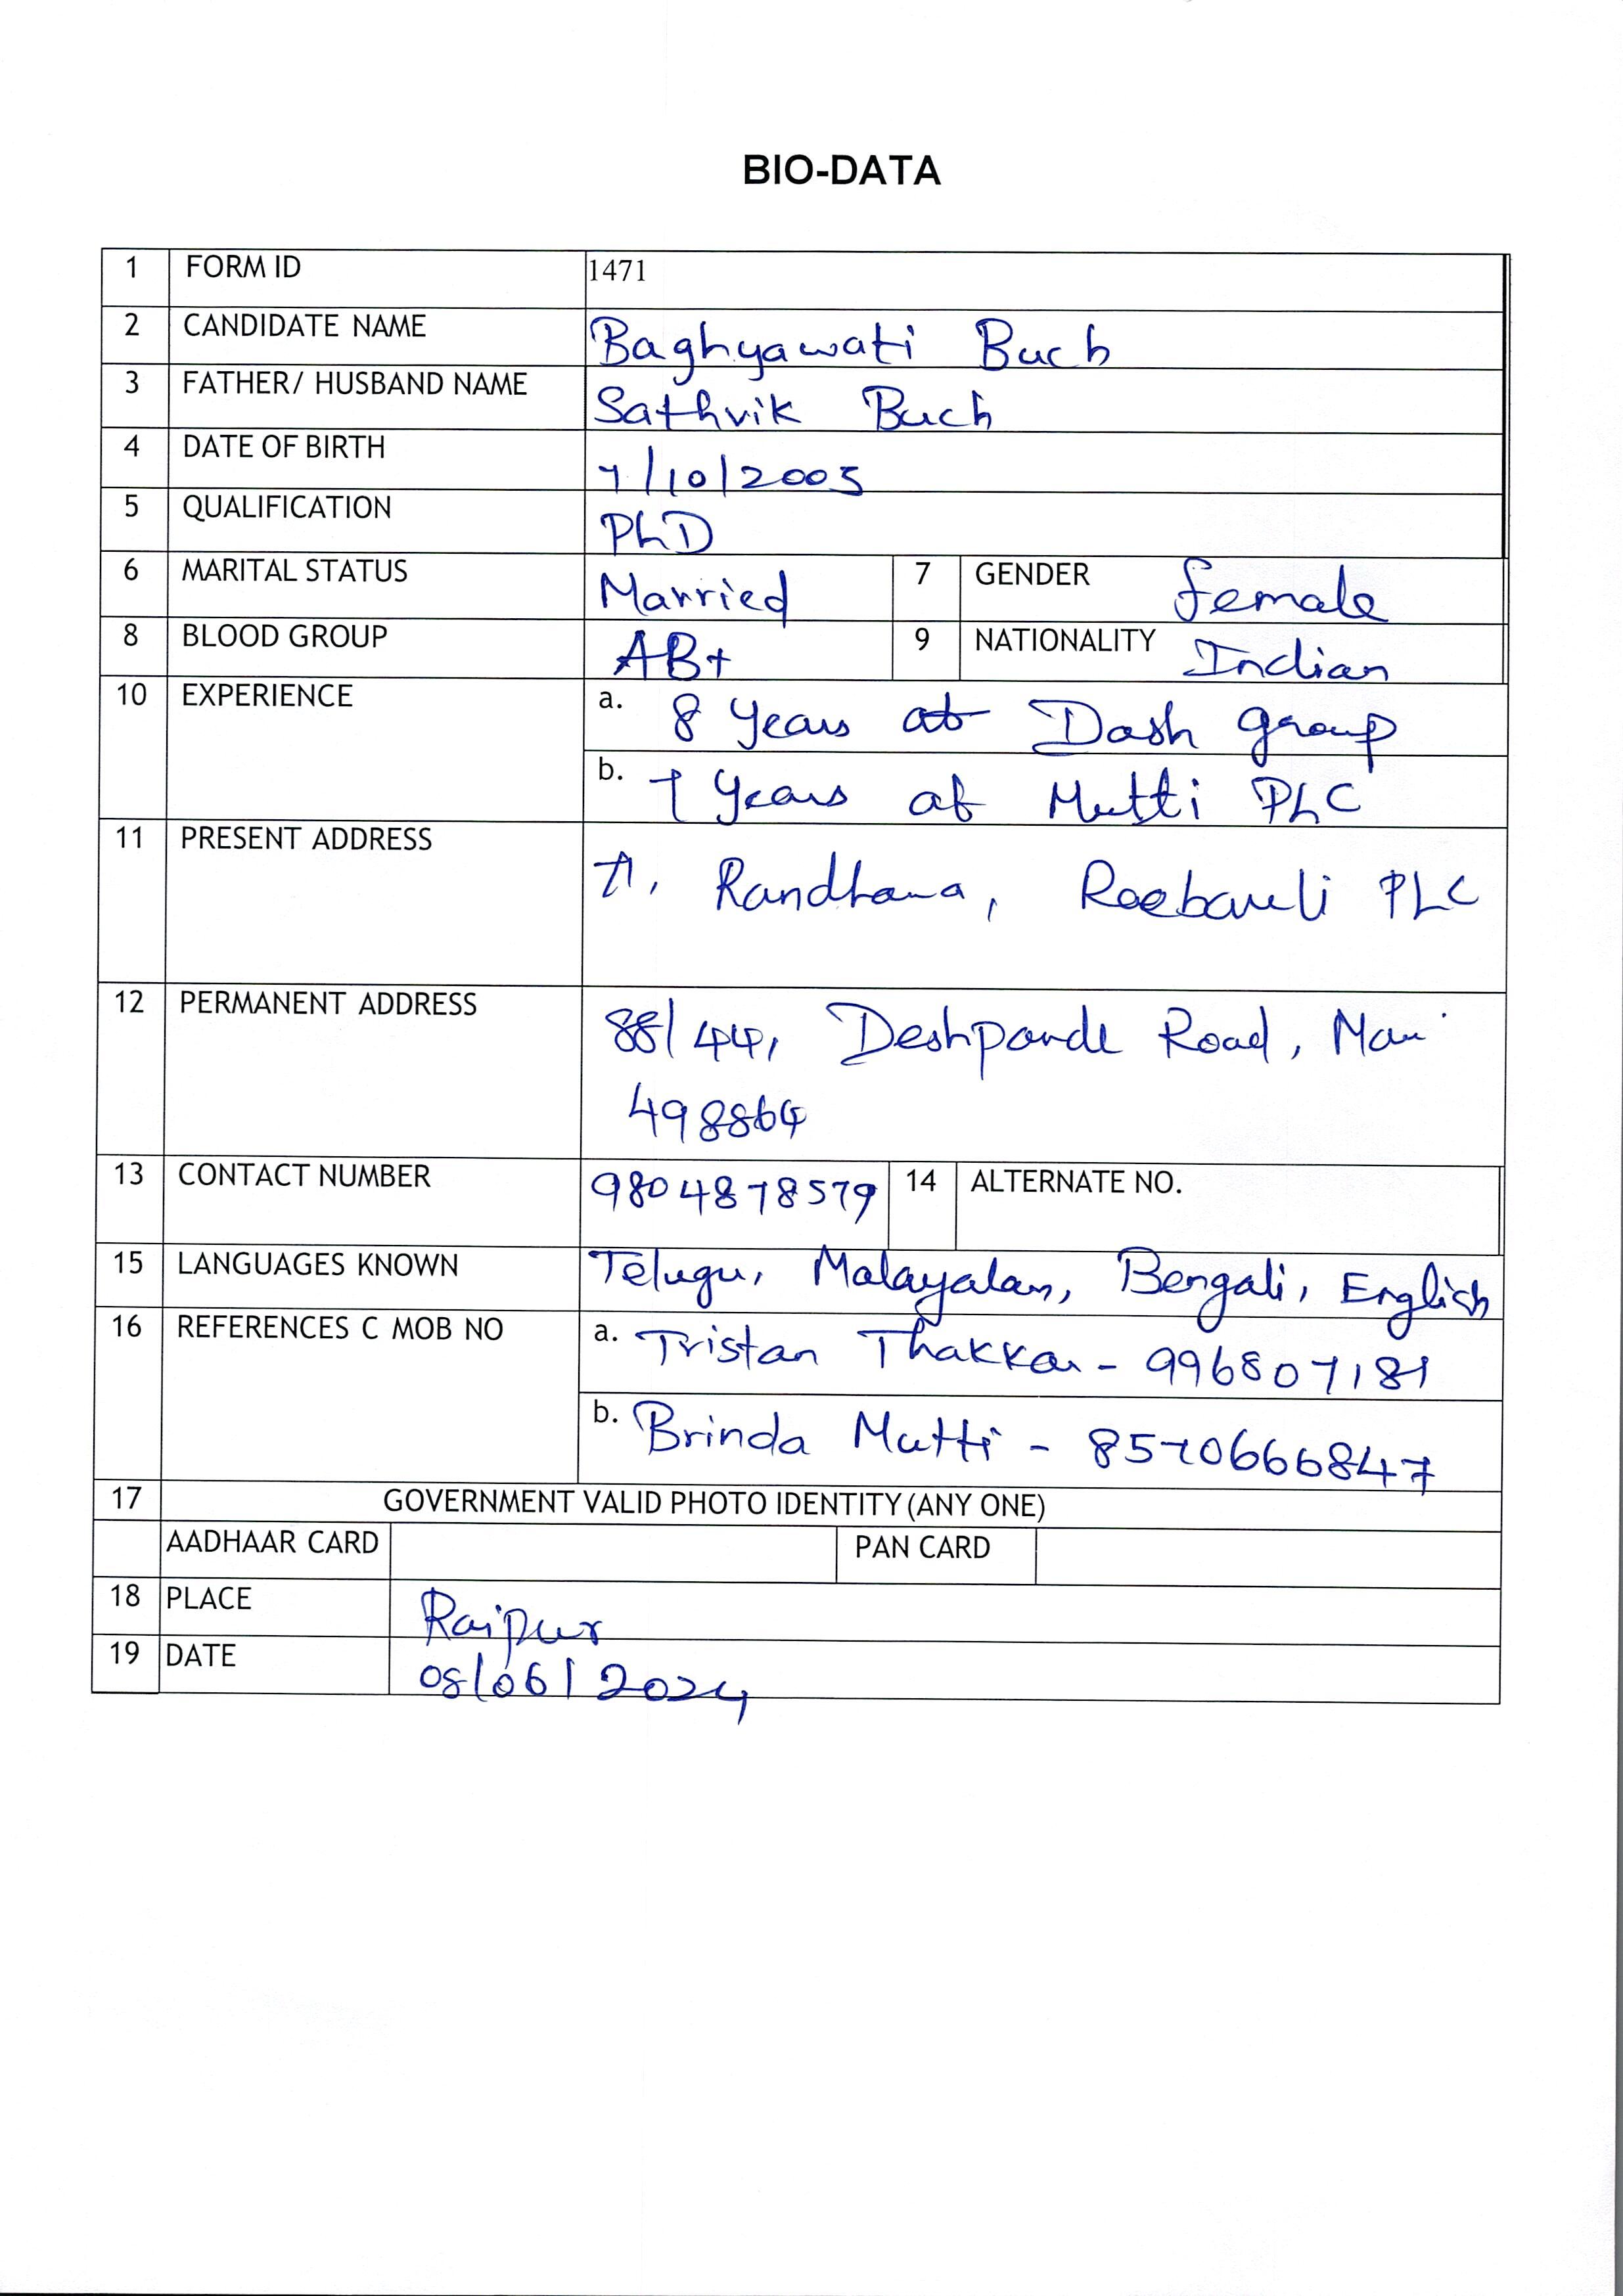 BIO-DATA
1 FORM ID 1471
2 CANDIDATE NAME Baghyawati Buch
3 FATHER/ HUSBAND NAME Sathvik Buch
4 DATE OF BIRTH 7/10/2005
5 QUALIFICATION PhD
6 MARITAL STATUS Married 7 GENDER female
8 BLOOD GROUP AB+ 9 NATIONALITY Indian
10 EXPERIENCE a. 8 Years at Dash group
b. 7 Years at Mutti PLC
11 PRESENT ADDRESS 71, Randhawa, Raebareli PLC
12 PERMANENT ADDRESS 88/44, Deshpande Road,
498864
13 CONTACT NUMBER 9804878579 14 ALTERNATE NO.
15 LANGUAGES KNOWN Telugu, Malayalam, Bengali, English
16 REFERENCES C MOB NO a. Tristan Thakkar - 996807181
b. Brinda Mutti - 8570666847
17 GOVERNMENT VALID PHOTO IDENTITY (ANY ONE)
AADHAAR CARD PAN CARD
18 PLACE Raipur
19 DATE 08/06/2024